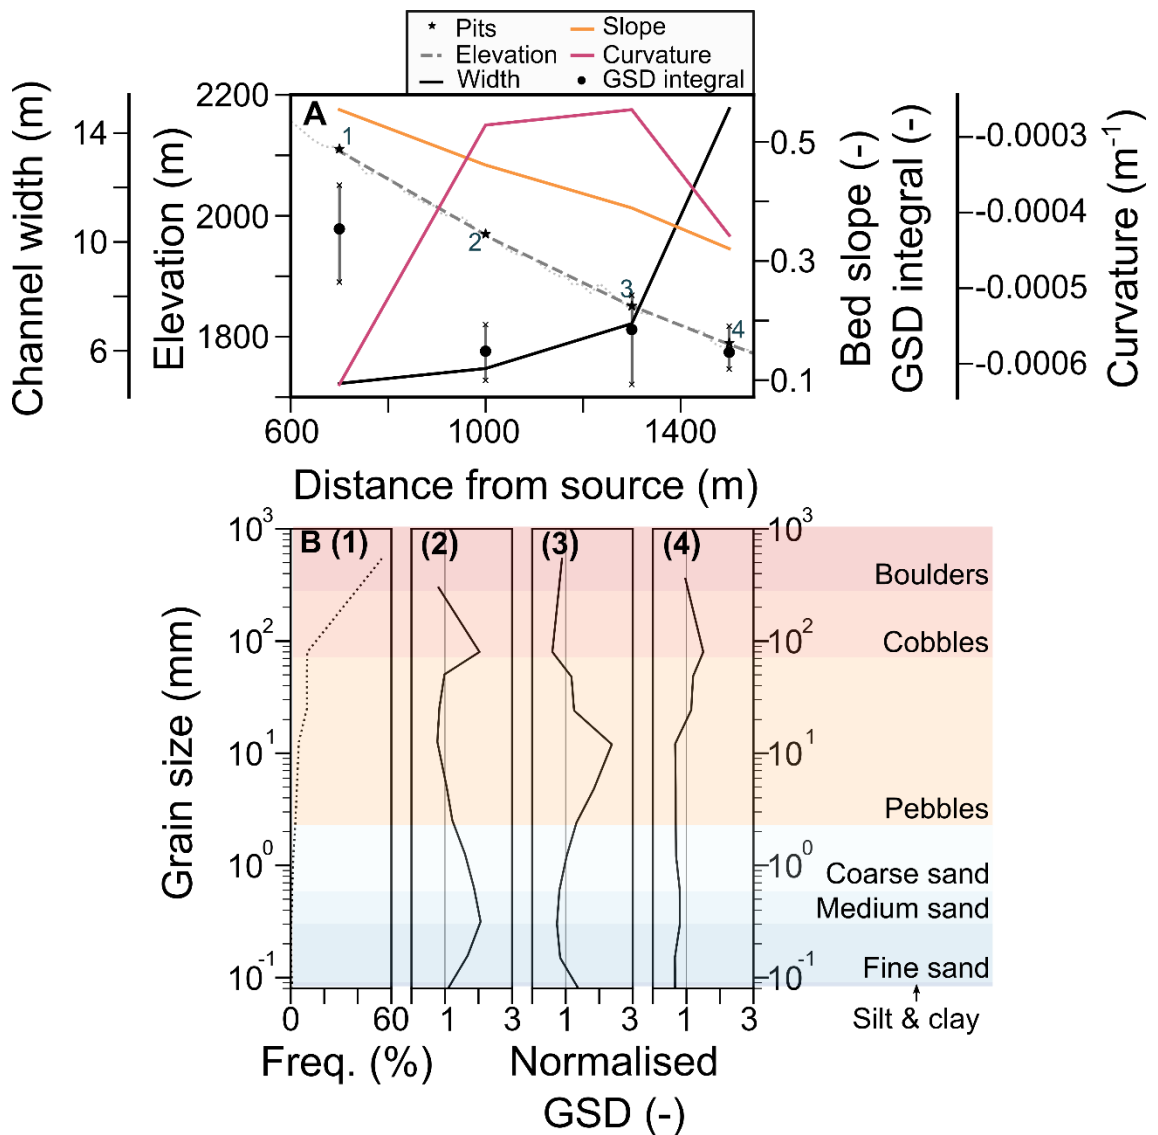 Pits
Slope
Elevation
Curvature
Width
GSD integral
A
Channel width (m)
14
10
6
Elevation (m)
2200
2000
1800
1
2
3
4
0.5
0.3
0.1
Bed slope (-)
GSD integral (-)
-0.0003
-0.0004
-0.0005
-0.0006
Curvature (m⁻¹)
600 1000 1400
Distance from source (m)
B (1) (2) (3) (4)
Grain size (mm)
10³
10²
10¹
10⁰
10⁻¹
10³
10²
10¹
10⁰
10⁻¹
Boulders
Cobbles
Pebbles
Coarse sand
Medium sand
Fine sand
Silt & clay
0 60 1 3 1 3 1 3
Freq. (%) Normalised
GSD (-)